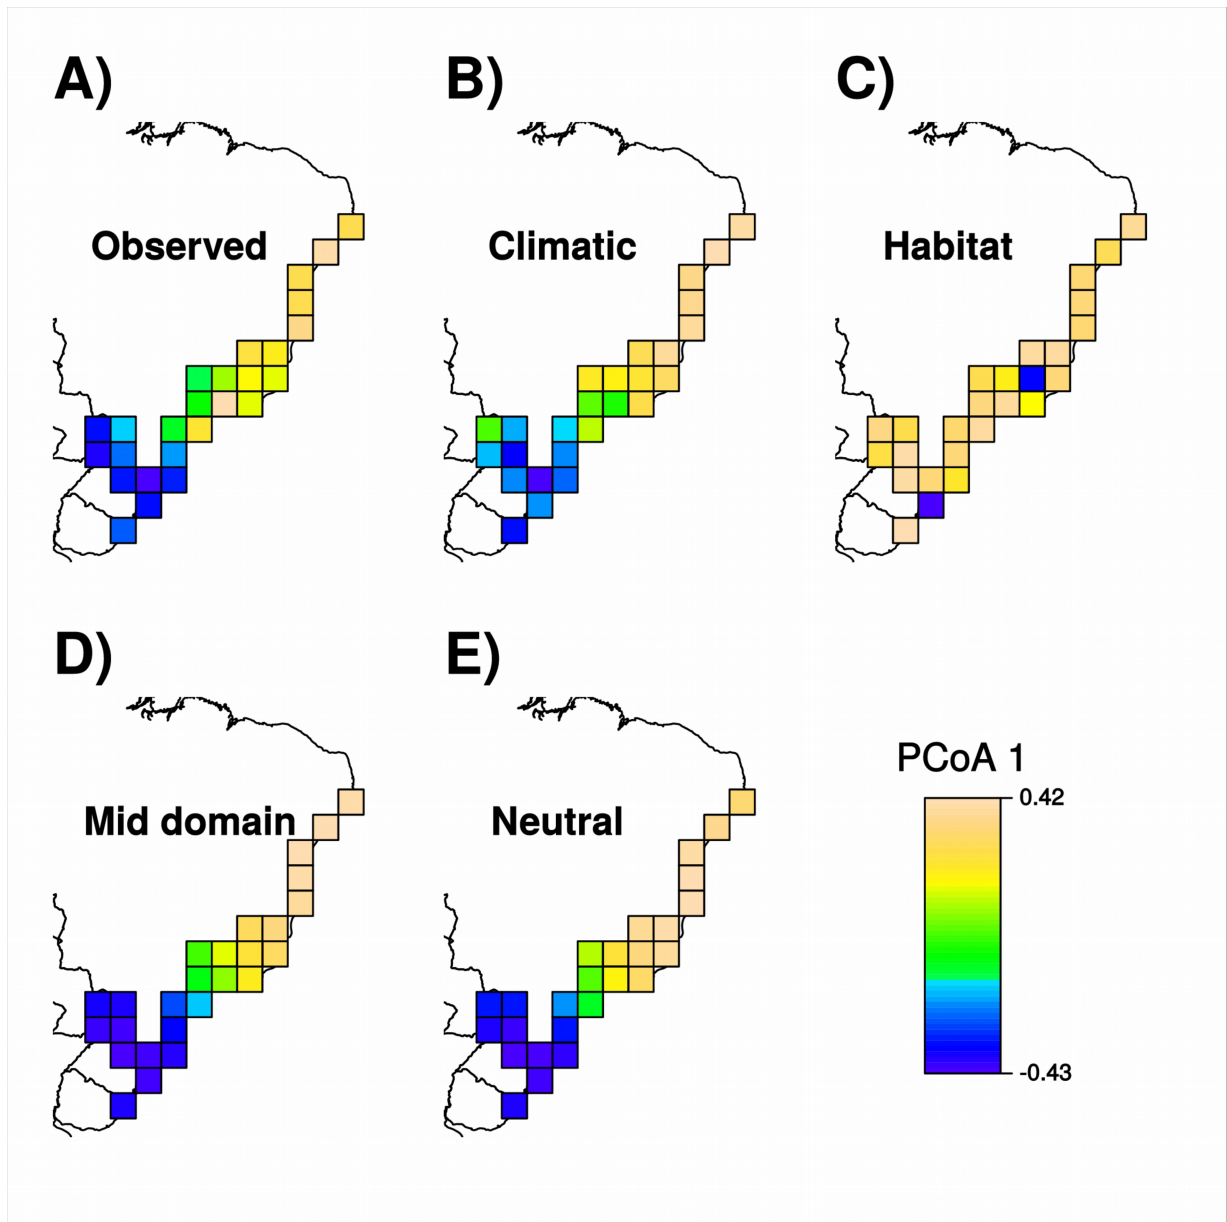 A)
B)
C)
Observed
Climatic
Habitat
D)
E)
Mid domain
Neutral
PCoA 1
0.42
-0.43